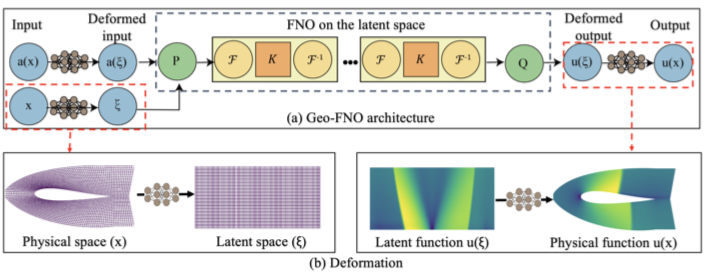 Input
Deformed
input
FNO on the latent space
Deformed
output
Output
a(x)
a(ξ)
P
ℱ
K
ℱ⁻¹
•••
ℱ
K
ℱ⁻¹
Q
u(ξ)
u(x)
x
ξ
(a) Geo-FNO architecture
Physical space (x)
Latent space (ξ)
Latent function u(ξ)
Physical function u(x)
(b) Deformation